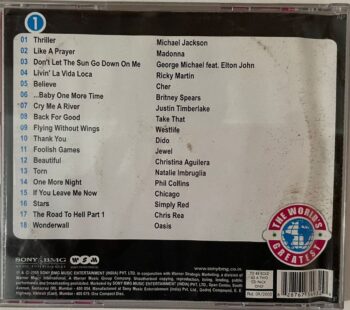 1
01 Thriller Michael Jackson
02 Like A Prayer Madonna
03 Don't Let The Sun Go Down On Me George Michael feat. Elton John
04 Livin' La Vida Loca Ricky Martin
05 Believe Cher
06 ...Baby One More Time Britney Spears
07 Cry Me A River Justin Timberlake
08 Back For Good Take That
09 Flying Without Wings Westlife
10 Thank You Dido
11 Foolish Games Jewel
12 Beautiful Christina Aguilera
13 Torn Natalie Imbruglia
14 One More Night Phil Collins
15 If You Leave Me Now Chicago
16 Stars Simply Red
17 The Road To Hell Part 1 Chris Rea
18 Wonderwall Oasis
THE WORLD'S GREATEST
SONY BMG
www.sonybmg.co.in